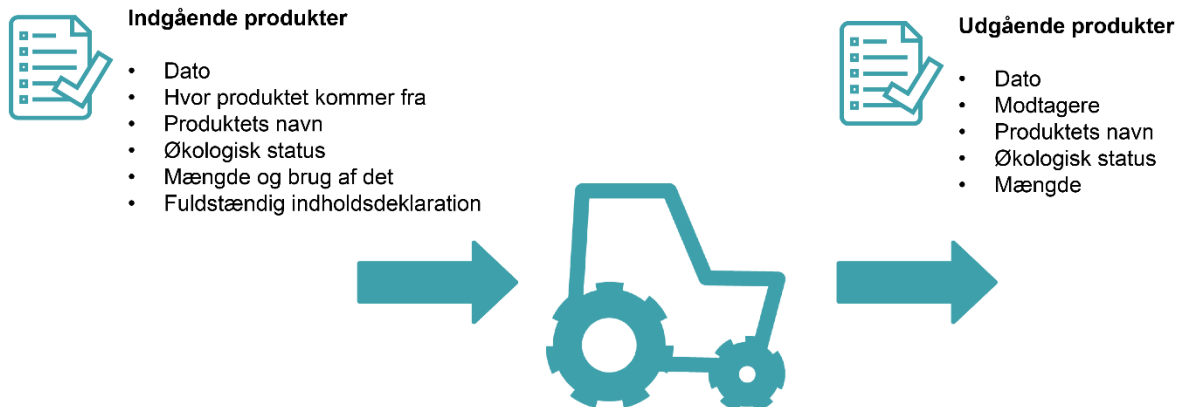 Indgående produkter
• Dato
• Hvor produktet kommer fra
• Produktets navn
• Økologisk status
• Mængde og brug af det
• Fuldstændig indholdsdeklaration
Udgående produkter
• Dato
• Modtagere
• Produktets navn
• Økologisk status
• Mængde